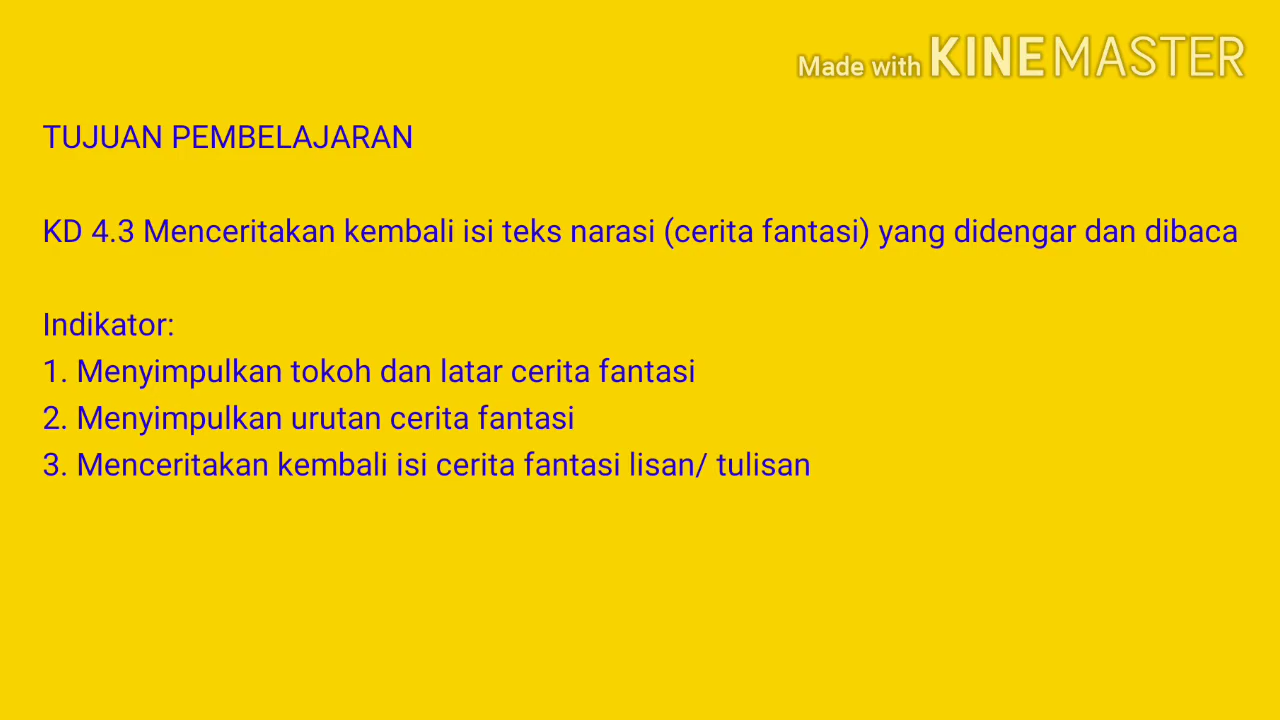 Made with KINEMASTER
TUJUAN PEMBELAJARAN
KD 4.3 Menceritakan kembali isi teks narasi (cerita fantasi) yang didengar dan dibaca
Indikator:
1. Menyimpulkan tokoh dan latar cerita fantasi
2. Menyimpulkan urutan cerita fantasi
3. Menceritakan kembali isi cerita fantasi lisan/ tulisan